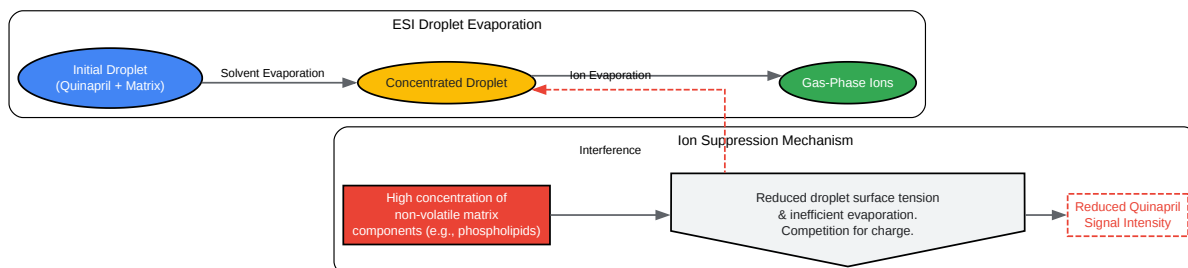 ESI Droplet Evaporation
Initial Droplet
(Quinapril + Matrix)
Solvent Evaporation
Concentrated Droplet
Ion Evaporation
Gas-Phase Ions
Ion Suppression Mechanism
Interference
High concentration of
non-volatile matrix
components (e.g., phospholipids)
Reduced droplet surface tension
& inefficient evaporation.
Competition for charge.
Reduced Quinapril
Signal Intensity